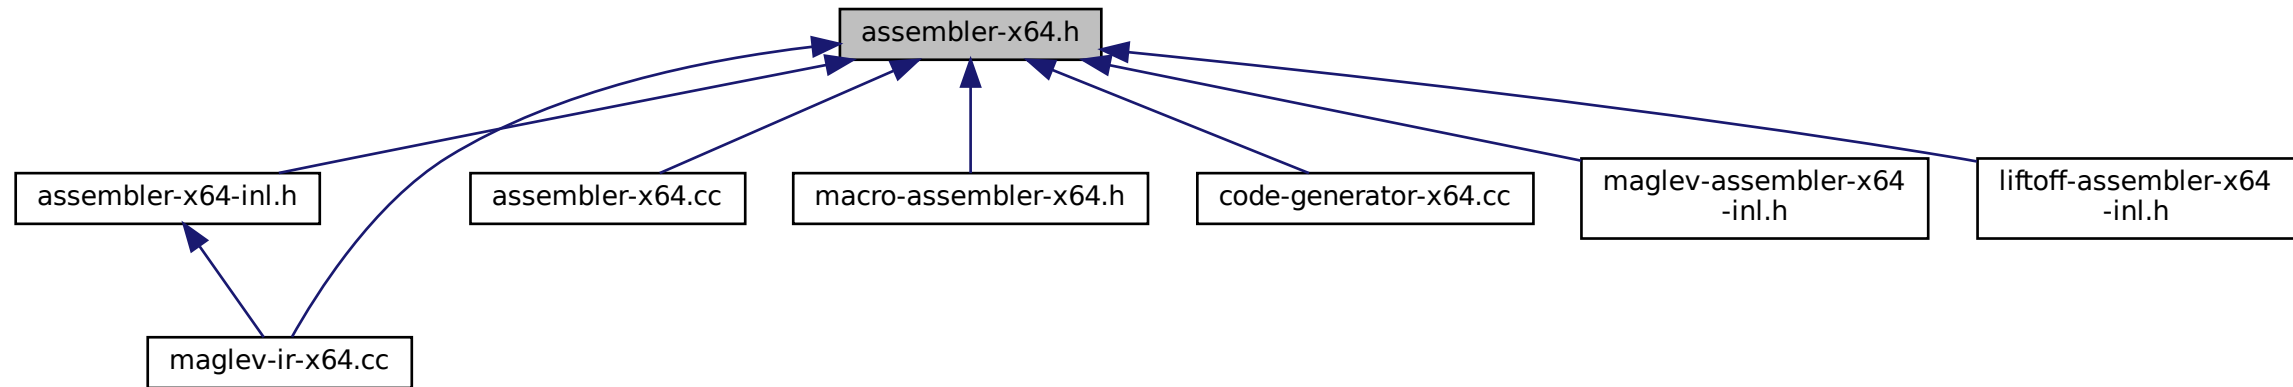 assembler-x64.h
assembler-x64-inl.h
assembler-x64.cc
macro-assembler-x64.h
code-generator-x64.cc
maglev-assembler-x64
-inl.h
liftoff-assembler-x64
-inl.h
maglev-ir-x64.cc